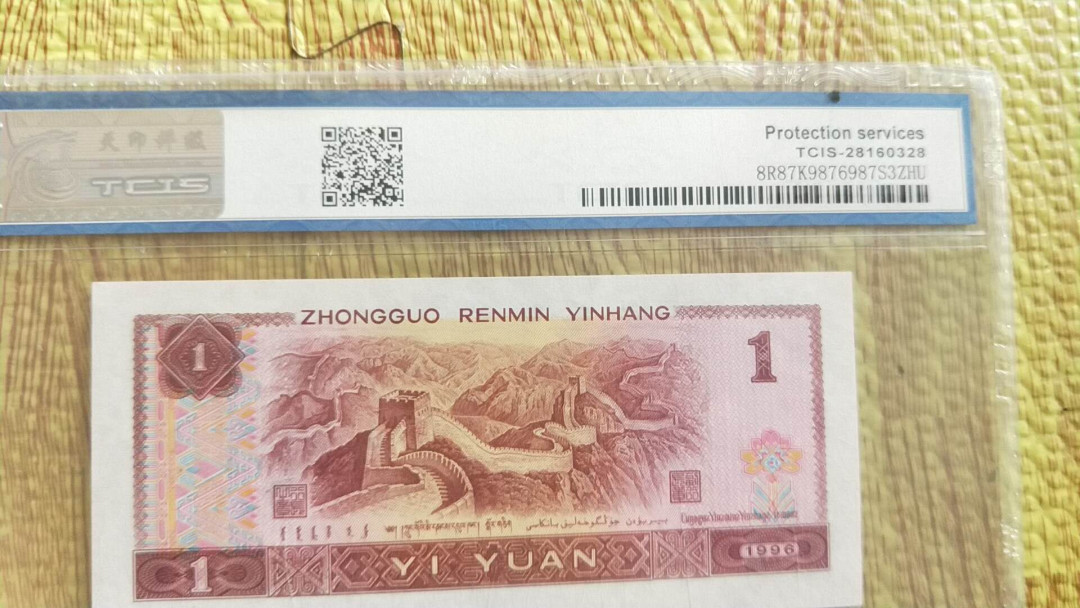 天印评级
TCIS
Protection services
TCIS-28160328
8R87K9876987S3ZHU
ZHONGGUO RENMIN YINHANG
1
1
1
YI YUAN
1996